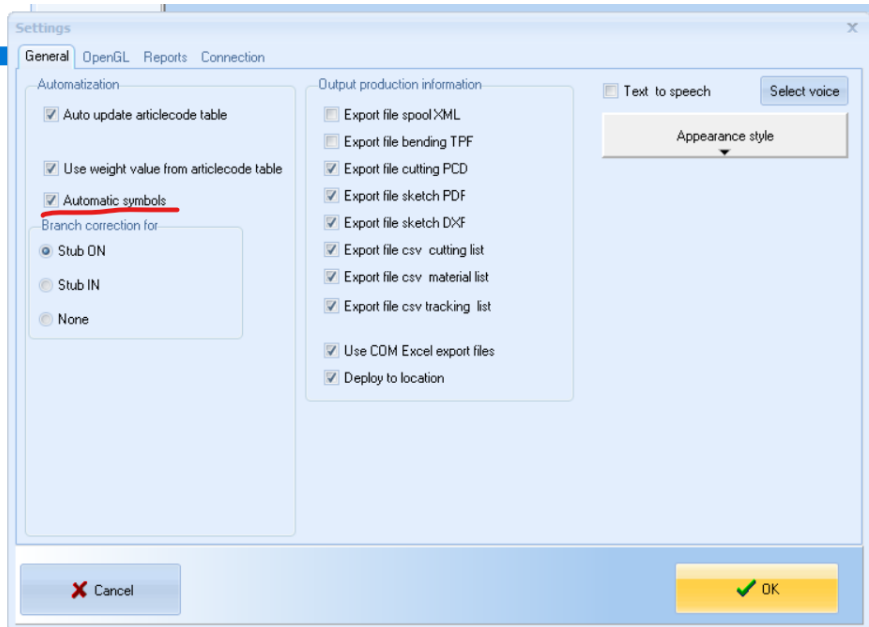 Settings
X
General OpenGL Reports Connection
Automatization
Auto update articlecode table
Use weight value from articlecode table
Automatic symbols
Branch correction for
Stub ON
Stub IN
None
Output production information
Export file spool XML
Export file bending TPF
Export file cutting PCD
Export file sketch PDF
Export file sketch DXF
Export file csv cutting list
Export file csv material list
Export file csv tracking list
Use COM Excel export files
Deploy to location
Text to speech
Select voice
Appearance style
Cancel
OK